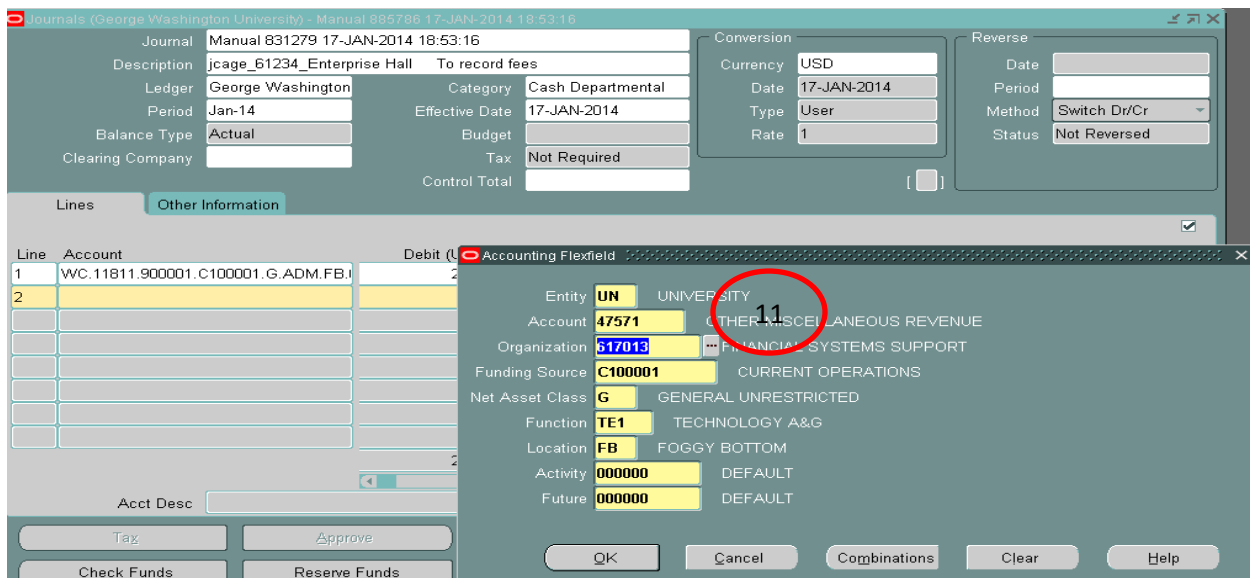 Journals (George Washington University) - Manual 885786 17-JAN-2014 18:53:16
Journal Manual 831279 17-JAN-2014 18:53:16
Description jcage_61234_Enterprise Hall To record fees
Ledger George Washington Category Cash Departmental
Period Jan-14 Effective Date 17-JAN-2014
Balance Type Actual Budget
Clearing Company Tax Not Required
Control Total
Conversion
Currency USD
Date 17-JAN-2014
Type User
Rate 1
[ ]
Reverse
Date
Period
Method Switch Dr/Cr
Status Not Reversed
Lines Other Information
Line Account Debit (U
1 WC.11811.900001.C100001.G.ADM.FB.( 2
2
2
Acct Desc
Tax Approve
Check Funds Reserve Funds
Accounting Flexfield
11
Entity UN UNIVERSITY
Account 47571 OTHER MISCELLANEOUS REVENUE
Organization 617013 ... FINANCIAL SYSTEMS SUPPORT
Funding Source C100001 CURRENT OPERATIONS
Net Asset Class G GENERAL UNRESTRICTED
Function TE1 TECHNOLOGY A&G
Location FB FOGGY BOTTOM
Activity 000000 DEFAULT
Future 000000 DEFAULT
OK Cancel Combinations Clear Help